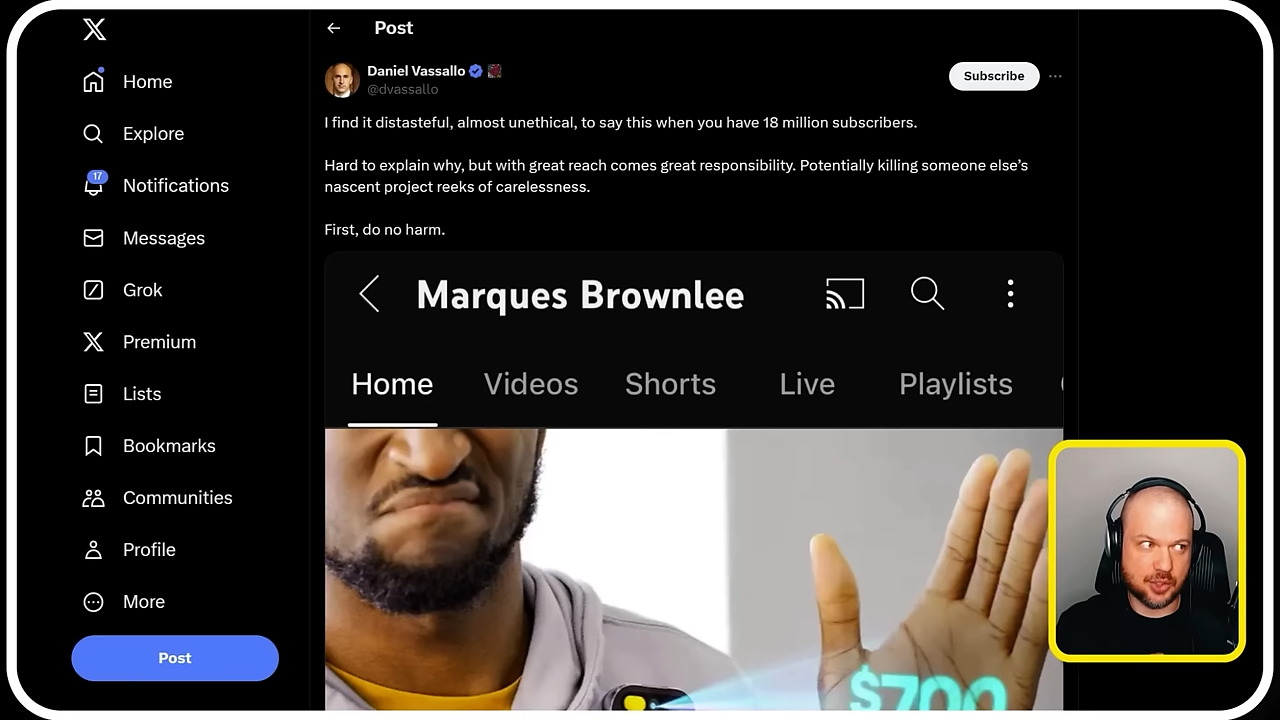 Post
Daniel Vassallo
@dvassallo
Subscribe
I find it distasteful, almost unethical, to say this when you have 18 million subscribers.
Hard to explain why, but with great reach comes great responsibility. Potentially killing someone else’s
nascent project reeks of carelessness.
First, do no harm.
Marques Brownlee
Home Videos Shorts Live Playlists
$700
Home
Explore
17
Notifications
Messages
Grok
Premium
Lists
Bookmarks
Communities
Profile
More
Post